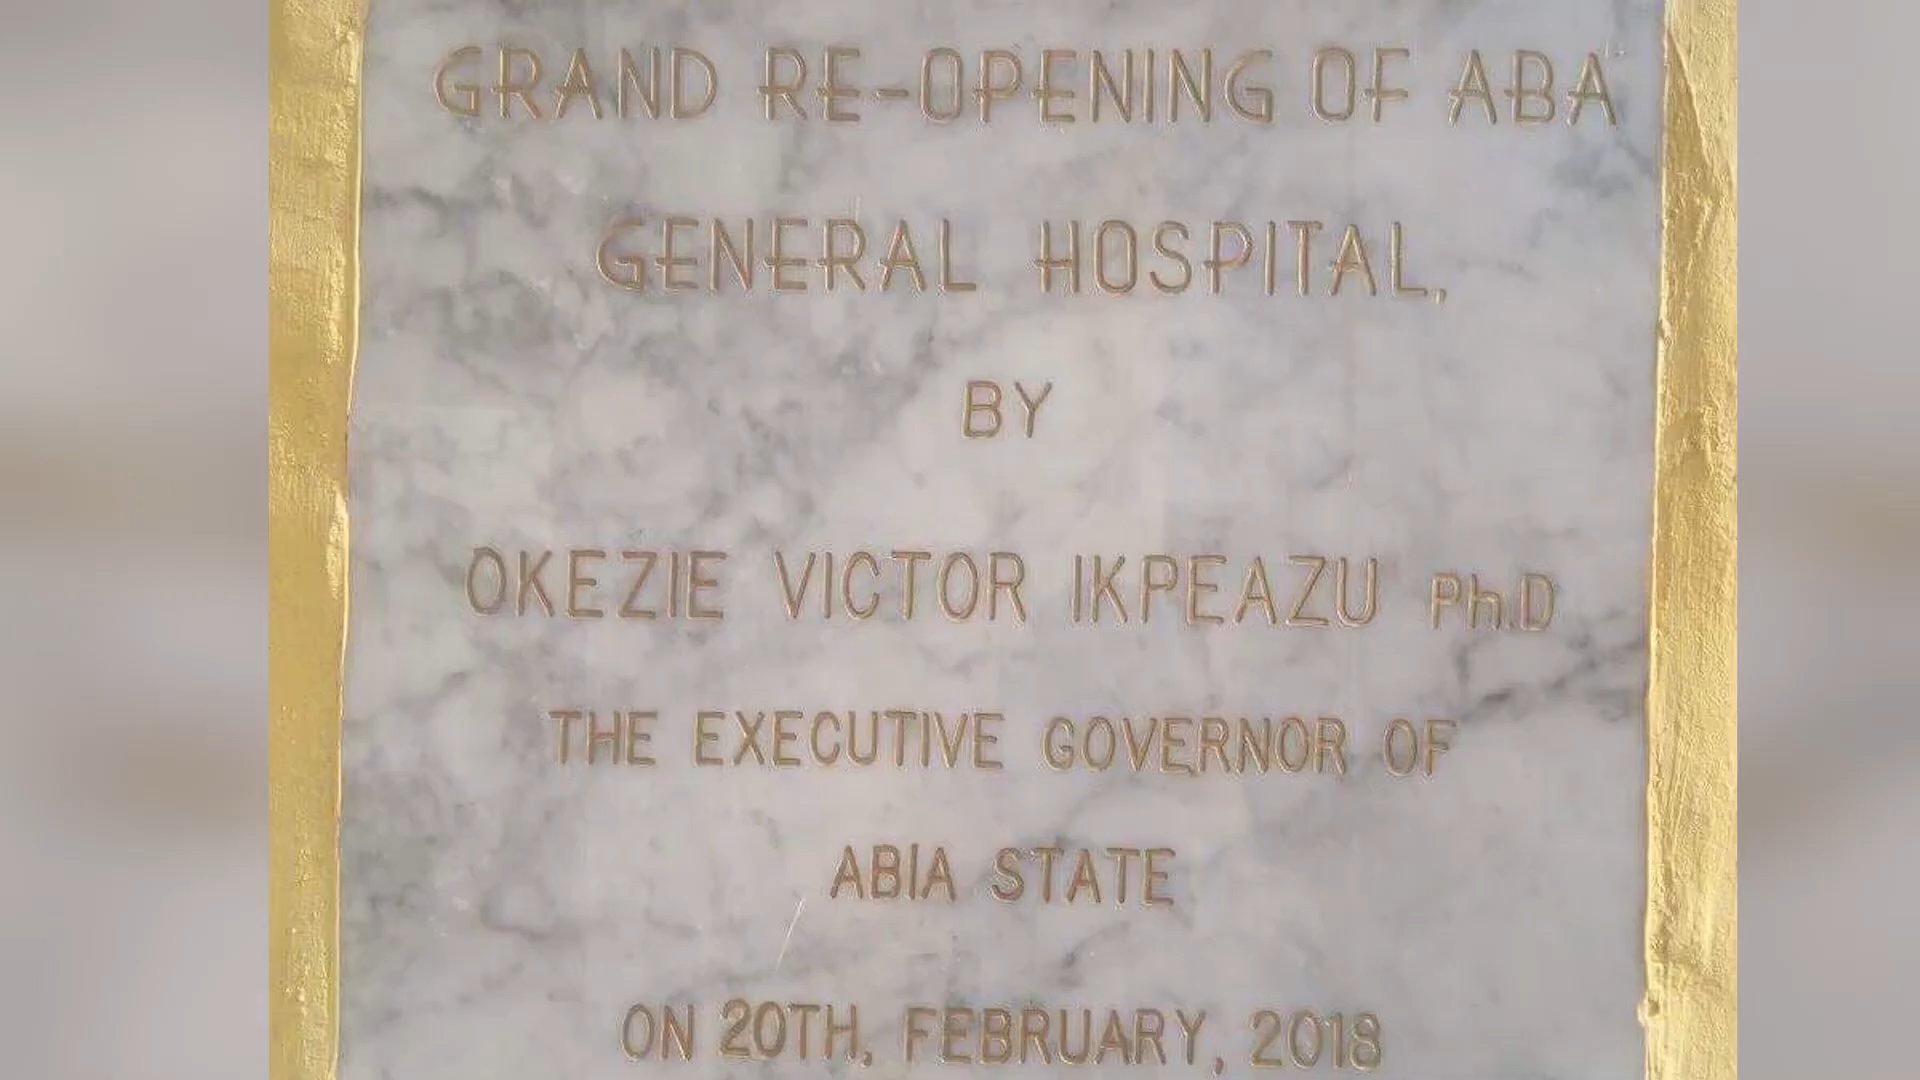 GRAND RE-OPENING OF ABA
GENERAL HOSPITAL,
BY
OKEZIE VICTOR IKPEAZU Ph.D
THE EXECUTIVE GOVERNOR OF
ABIA STATE
ON 20TH, FEBRUARY, 2018